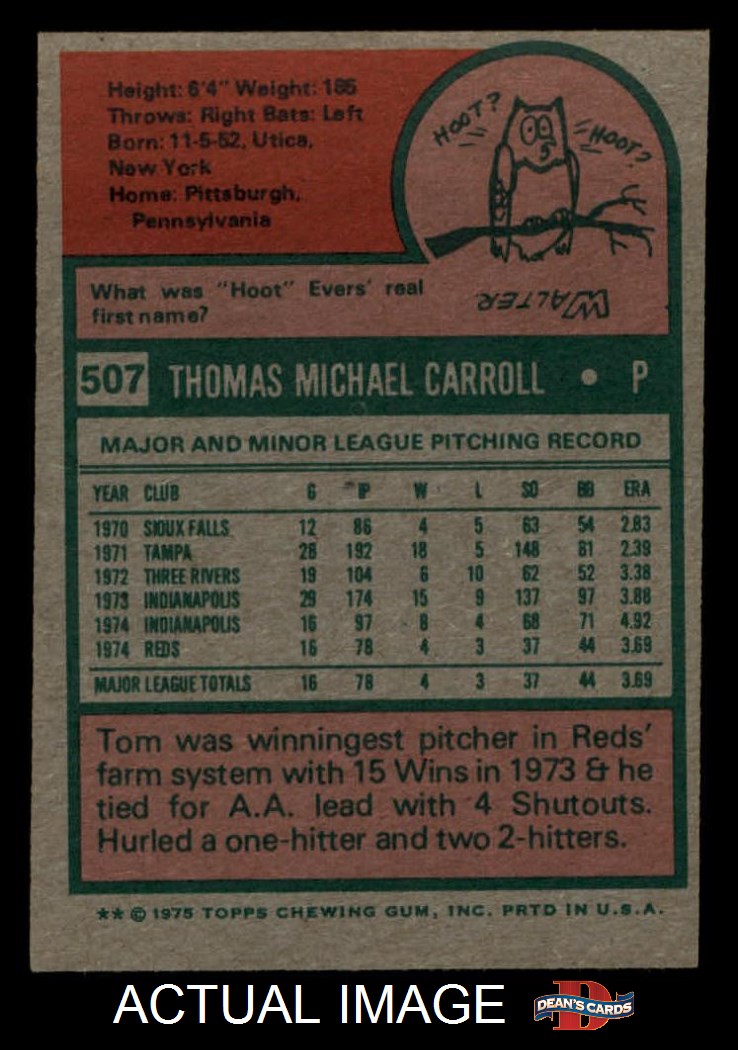 Height: 6'4" Weight: 185
Throws: Right Bats: Left
Born: 11-5-52, Utica,
New York
Home: Pittsburgh,
Pennsylvania
HOOT?
HOOT?
What was "Hoot" Evers' real
first name?
WALTER
507 THOMAS MICHAEL CARROLL • P
MAJOR AND MINOR LEAGUE PITCHING RECORD
YEAR CLUB G IP W L SO BB ERA
1970 SIOUX FALLS 12 86 4 5 63 54 2.83
1971 TAMPA 26 192 18 5 148 81 2.39
1972 THREE RIVERS 19 104 6 10 62 52 3.38
1973 INDIANAPOLIS 29 174 15 9 137 97 3.88
1974 INDIANAPOLIS 16 97 8 4 68 71 4.92
1974 REDS 16 78 4 3 37 44 3.69
MAJOR LEAGUE TOTALS 16 78 4 3 37 44 3.69
Tom was winningest pitcher in Reds'
farm system with 15 Wins in 1973 & he
tied for A.A. lead with 4 Shutouts.
Hurled a one-hitter and two 2-hitters.
** © 1975 TOPPS CHEWING GUM, INC. PRTD IN U.S.A.
ACTUAL IMAGE
DEAN'S CARDS